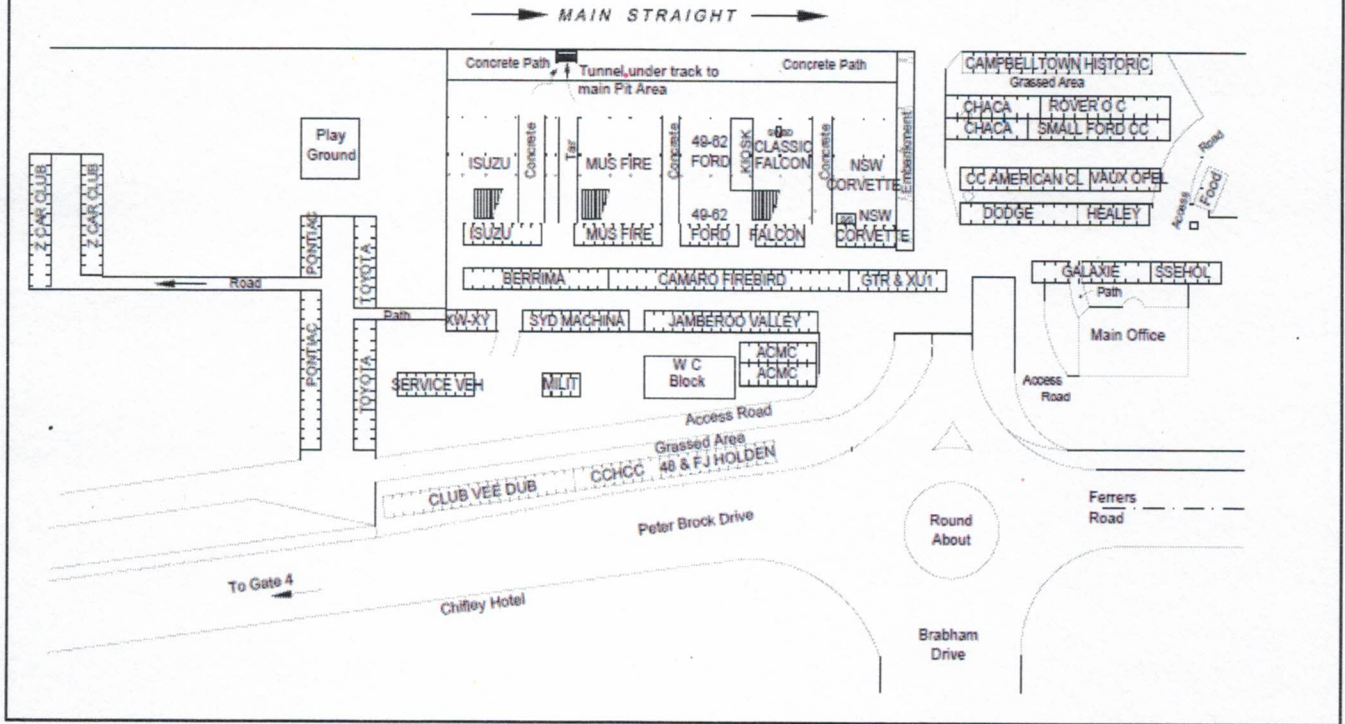 MAIN STRAIGHT
Concrete Path
Tunnel,under track to
main Pit Area
Concrete Path
CAMPBELLTOWN HISTORIC
Grassed Area
CHACA
ROVER O C
CHACA
SMALL FORD CC
Play
Ground
Z CAR CLUB
Z CAR CLUB
ISUZU
Concrete
MUS FIRE
Concrete
49-62
FORD
KIOSK
CLASSIC
FALCON
Concrete
NSW
CORVETTE
Embankment
Road
CC AMERICAN CL
VAUX OPEL
Access
Food
DODGE
HEALEY
ISUZU
MUS FIRE
49-62
FORD
FALCON
NSW
CORVETTE
PONTIAC
TOYOTA
Road
BERRIMA
CAMARO FIREBIRD
GTR & XU1
GALAXIE
SSEHOL
Path
Main Office
Path
XW-XY
SYD MACHINA
JAMBEROO VALLEY
PONTIAC
TOYOTA
SERVICE VEH
MILIT
W C
Block
ACMC
ACMC
Access
Road
Access Road
Grassed Area
CLUB VEE DUB
CCHCC
48 & FJ HOLDEN
Peter Brock Drive
Round
About
Ferrers
Road
To Gate 4
Chifley Hotel
Brabham
Drive